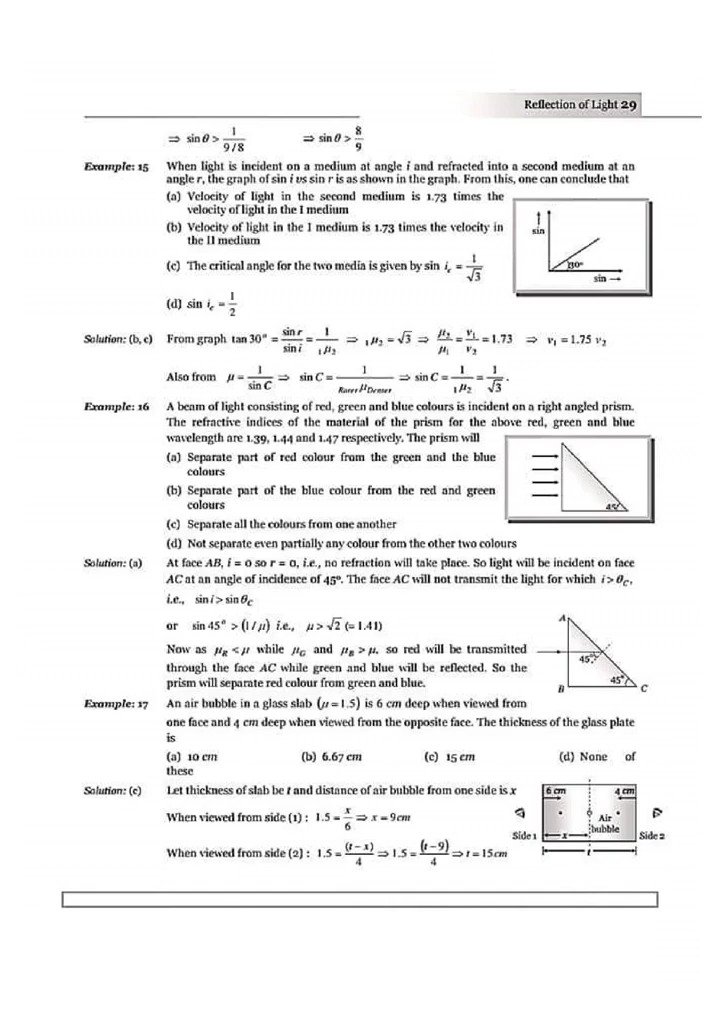 Reflection of Light 29
⇒ sin θ > 1/(9/8) ⇒ sin θ > 8/9
Example: 15 When light is incident on a medium at angle i and refracted into a second medium at an
angle r, the graph of sin i vs sin r is as shown in the graph. From this, one can conclude that
(a) Velocity of light in the second medium is 1.73 times the
velocity of light in the I medium
(b) Velocity of light in the I medium is 1.73 times the velocity in
the II medium
(c) The critical angle for the two media is given by sin i_c = 1/√3
(d) sin i_c = 1/2
sin
30°
sin →
Solution: (b, c) From graph tan 30° = sin r/sin i = 1/₁μ₂ ⇒ ₁μ₂ = √3 ⇒ μ₂/μ₁ = v₁/v₂ = 1.73 ⇒ v₁ = 1.75 v₂
Also from μ = 1/sin C ⇒ sin C = 1/(Rarer μ Denser) ⇒ sin C = 1/₁μ₂ = 1/√3 .
Example: 16 A beam of light consisting of red, green and blue colours is incident on a right angled prism.
The refractive indices of the material of the prism for the above red, green and blue
wavelength are 1.39, 1.44 and 1.47 respectively. The prism will
(a) Separate part of red colour from the green and the blue
colours
(b) Separate part of the blue colour from the red and green
colours
(c) Separate all the colours from one another
(d) Not separate even partially any colour from the other two colours
45°
Solution: (a) At face AB, i = 0 so r = 0, i.e., no refraction will take place. So light will be incident on face
AC at an angle of incidence of 45°. The face AC will not transmit the light for which i > θ_C,
i.e., sin i > sin θ_C
or sin 45° > (1/μ) i.e., μ > √2 (= 1.41)
Now as μ_R < μ while μ_G and μ_B > μ, so red will be transmitted
through the face AC while green and blue will be reflected. So the
prism will separate red colour from green and blue.
A
45°
45°
B
C
Example: 17 An air bubble in a glass slab (μ = 1.5) is 6 cm deep when viewed from
one face and 4 cm deep when viewed from the opposite face. The thickness of the glass plate
is
(a) 10 cm (b) 6.67 cm (c) 15 cm (d) None of
these
Solution: (c) Let thickness of slab be t and distance of air bubble from one side is x
When viewed from side (1) : 1.5 = x/6 ⇒ x = 9cm
When viewed from side (2) : 1.5 = (t − x)/4 ⇒ 1.5 = (t − 9)/4 ⇒ t = 15cm
6 cm 4 cm
Air
bubble
Side 1 x Side 2
t